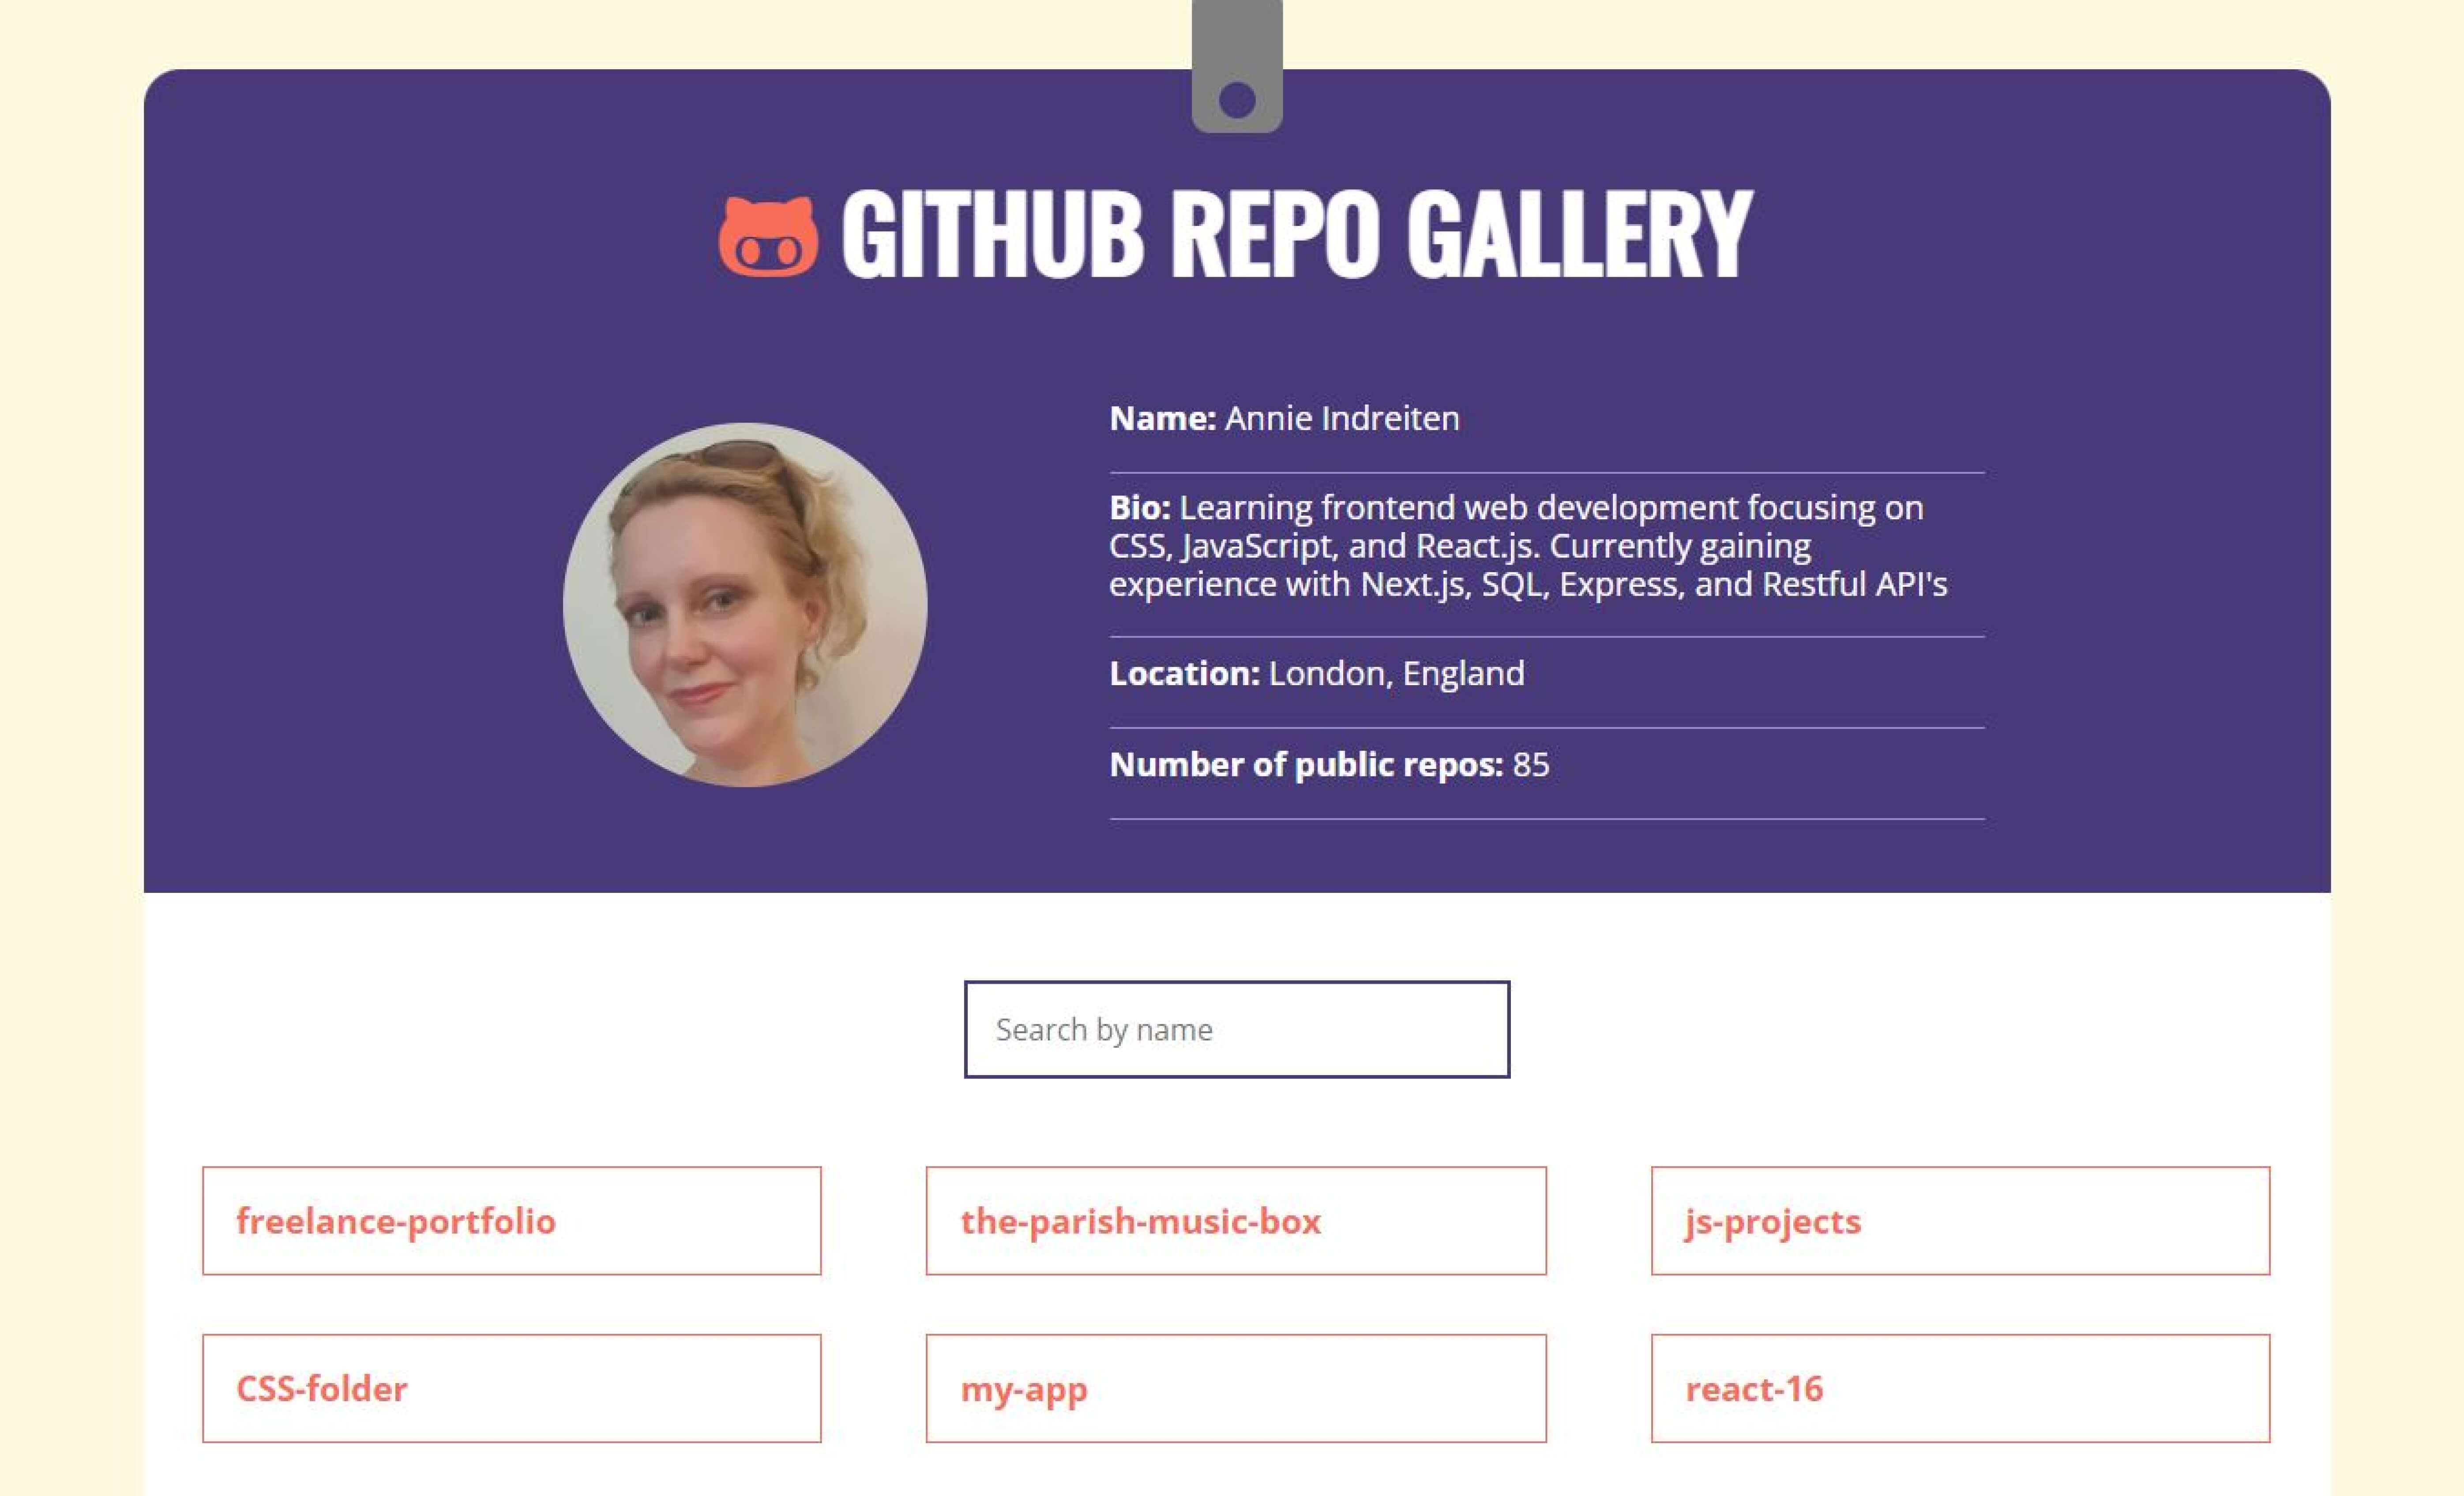 GITHUB REPO GALLERY
Name: Annie Indreiten
Bio: Learning frontend web development focusing on
CSS, JavaScript, and React.js. Currently gaining
experience with Next.js, SQL, Express, and Restful API's
Location: London, England
Number of public repos: 85
Search by name
freelance-portfolio
the-parish-music-box
js-projects
CSS-folder
my-app
react-16